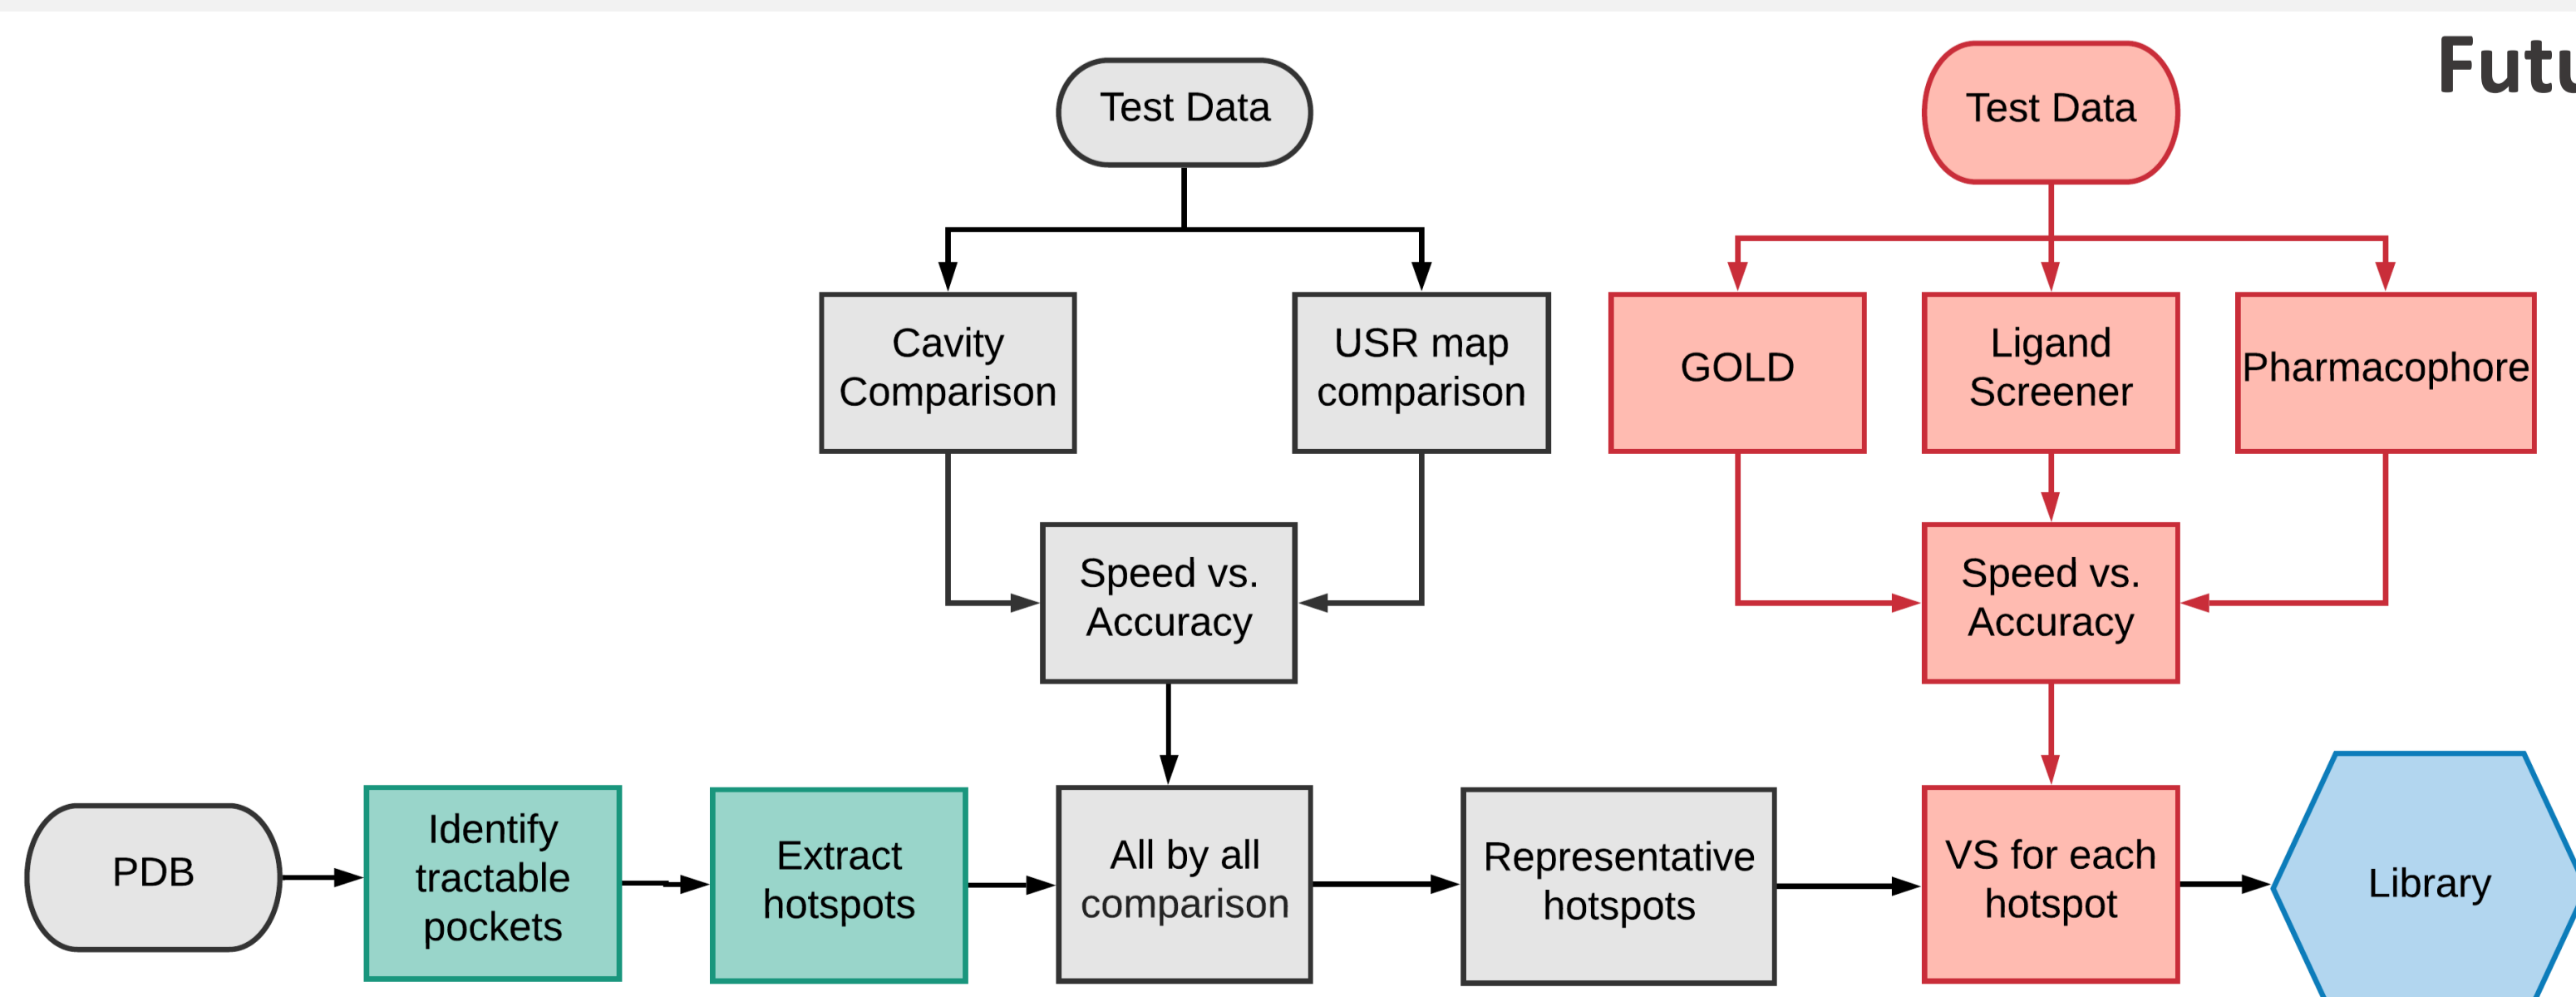 Futu
Test Data
Test Data
Cavity
Comparison
USR map
comparison
GOLD
Ligand
Screener
Pharmacophore
Speed vs.
Accuracy
Speed vs.
Accuracy
PDB
Identify
tractable
pockets
Extract
hotspots
All by all
comparison
Representative
hotspots
VS for each
hotspot
Library